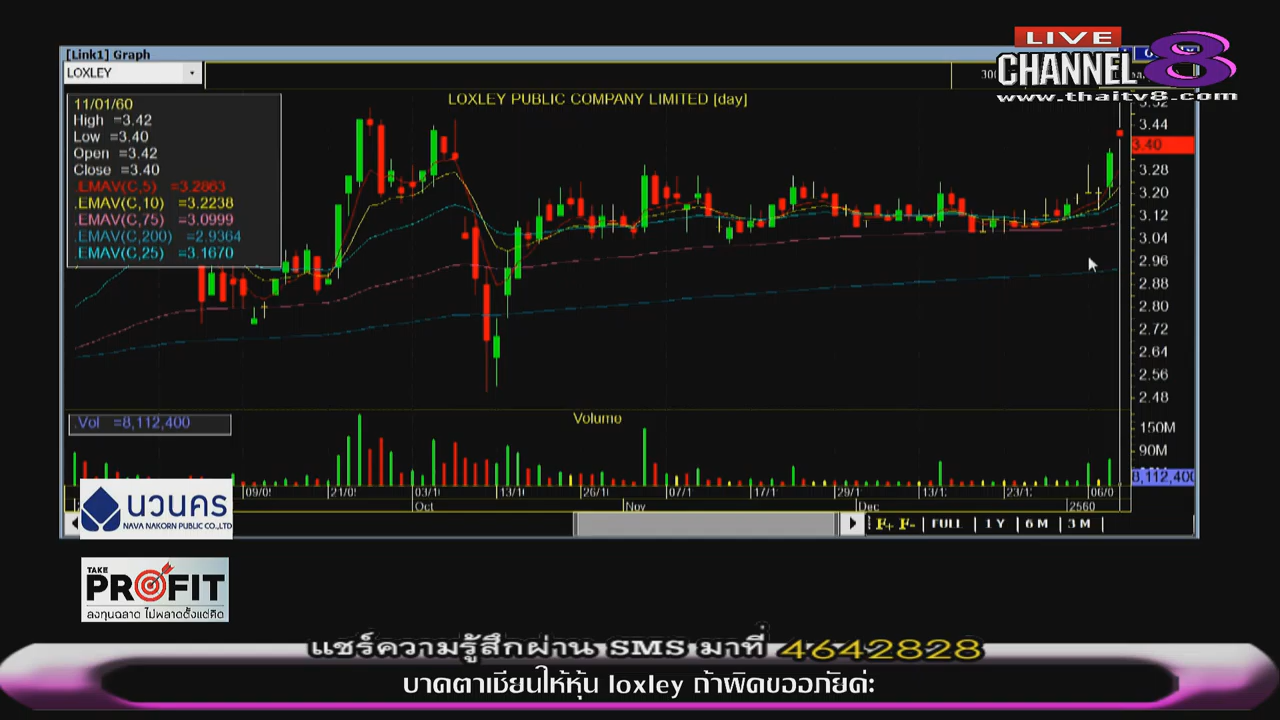 [Link1] Graph
LIVE
CHANNEL 8
www.thaitv8.com
LOXLEY
LOXLEY PUBLIC COMPANY LIMITED [day]
11/01/60
High =3.42
Low =3.40
Open =3.42
Close =3.40
.EMAV(C,5) =3.2863
.EMAV(C,10) =3.2238
.EMAV(C,75) =3.0999
.EMAV(C,200) =2.9364
.EMAV(C,25) =3.1670
3.44
3.40
3.28
3.20
3.12
3.04
2.96
2.88
2.80
2.72
2.64
2.56
2.48
.Vol =8,112,400
Volume
150M
90M
8,112,400
Oct
Nov
Dec
2560
F+ F- FULL 1 Y 6 M 3 M
นวนคร
NAVA NAKORN PUBLIC CO.,LTD
TAKE
PROFIT
ลงทุนฉลาด ไม่พลาดตั้งแต่คิด
แชร์ความรู้สึกผ่าน SMS มาที่ 4642828
บาดตาเซียนให้หุ้น loxley ถ้าผิดขออภัยค่ะ